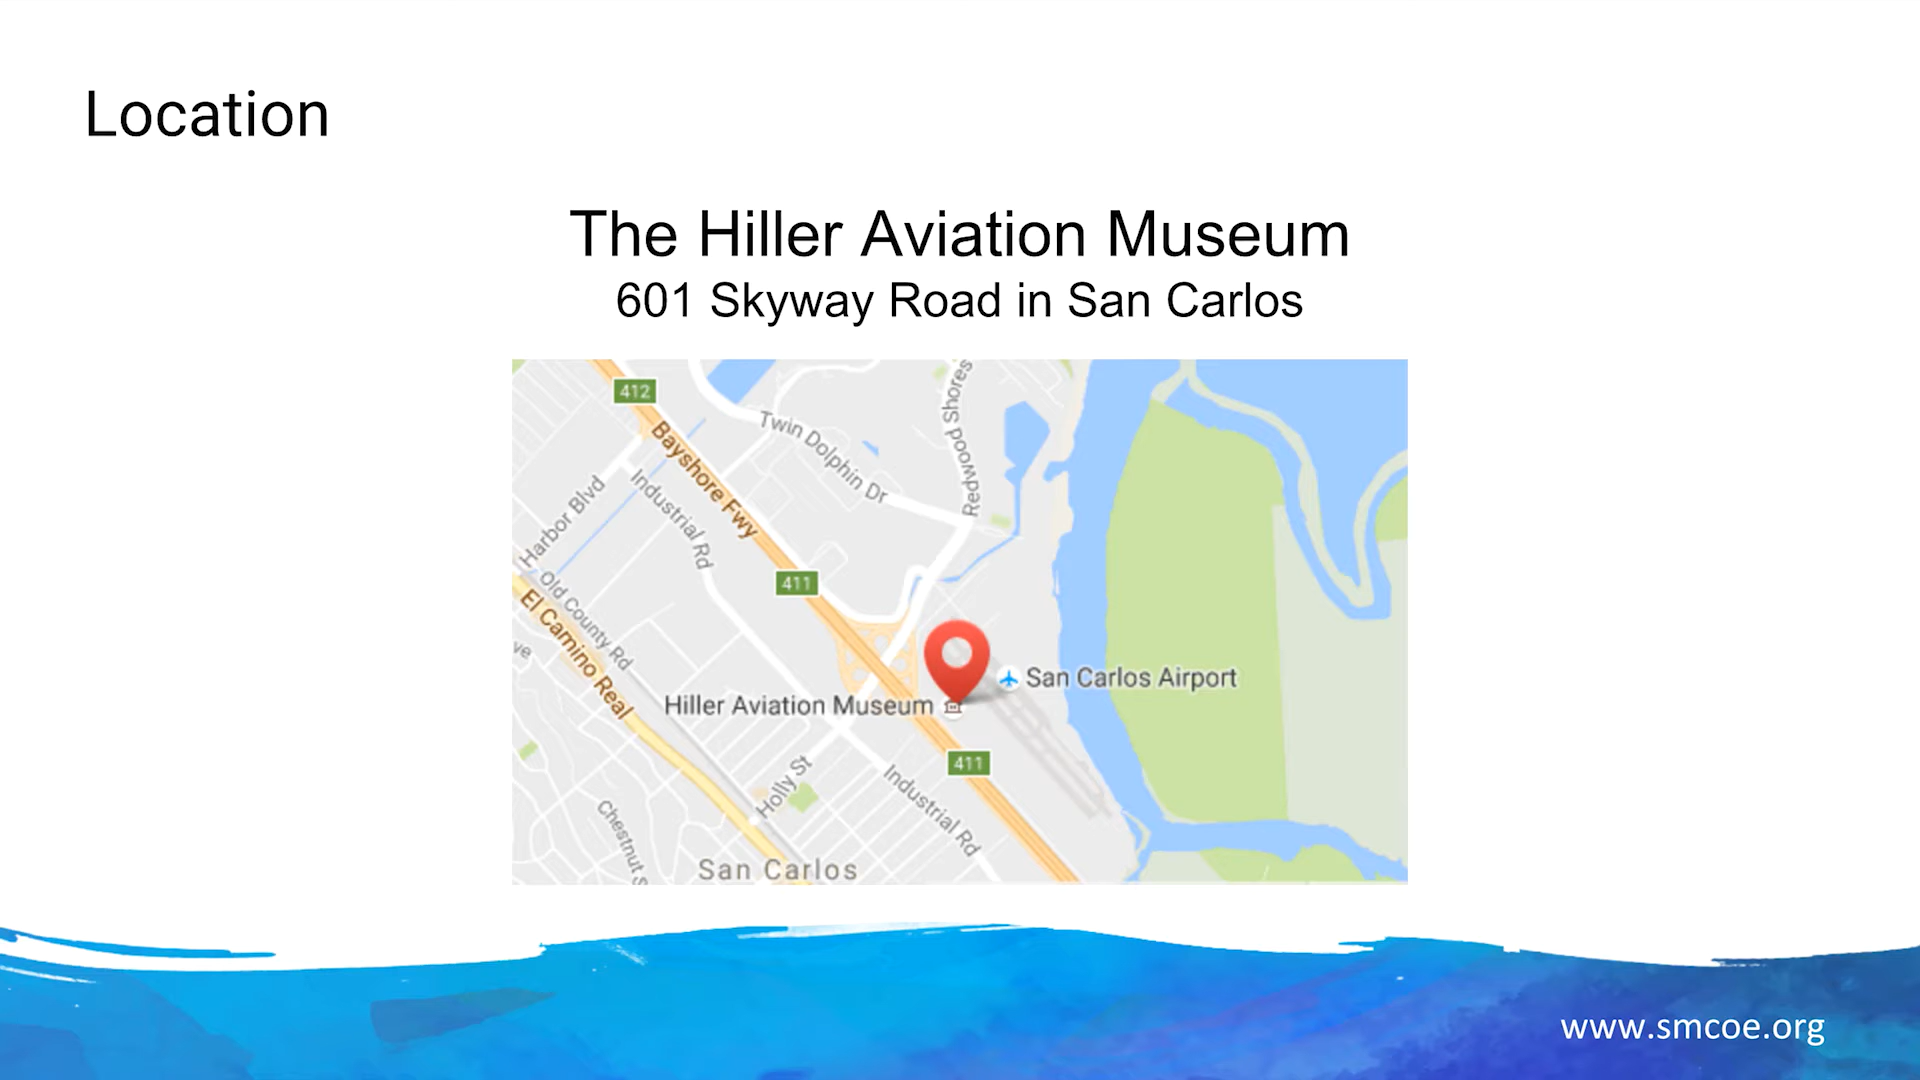 Location
The Hiller Aviation Museum
601 Skyway Road in San Carlos
412
Bayshore Fwy
Twin Dolphin Dr
Redwood Shores
Harbor Blvd
Industrial Rd
411
Old County Rd
El Camino Real
ve
San Carlos Airport
Hiller Aviation Museum
411
Holly St
Industrial Rd
Chestnut S
San Carlos
www.smcoe.org